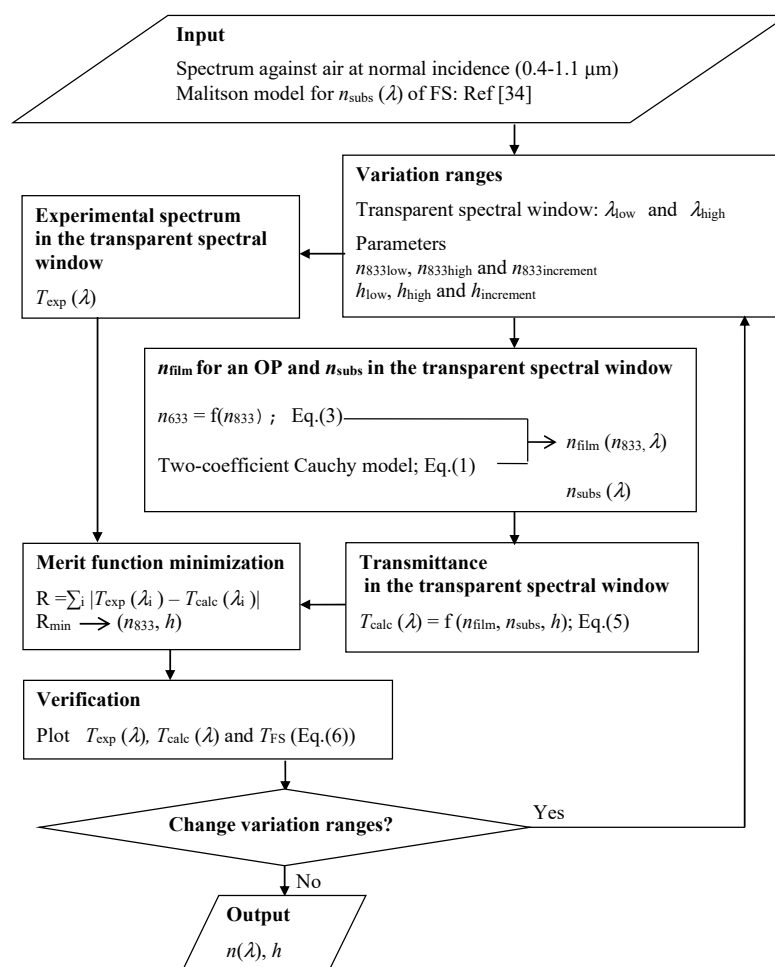 Input
Spectrum against air at normal incidence (0.4-1.1 μm)
Malitson model for nsubs (λ) of FS: Ref [34]
Variation ranges
Transparent spectral window: λlow and λhigh
Parameters
n833low, n833high and n833increment
hlow, hhigh and hincrement
Experimental spectrum
in the transparent spectral
window
Texp (λ)
nfilm for an OP and nsubs in the transparent spectral window
n633 = f(n833) ; Eq.(3)
nfilm (n833, λ)
Two-coefficient Cauchy model; Eq.(1)
nsubs (λ)
Merit function minimization
R =∑i |Texp (λi ) – Tcalc (λi )|
Rmin → (n833, h)
Transmittance
in the transparent spectral window
Tcalc (λ) = f (nfilm, nsubs, h); Eq.(5)
Verification
Plot Texp (λ), Tcalc (λ) and TFS (Eq.(6))
Change variation ranges?
Yes
No
Output
n(λ), h